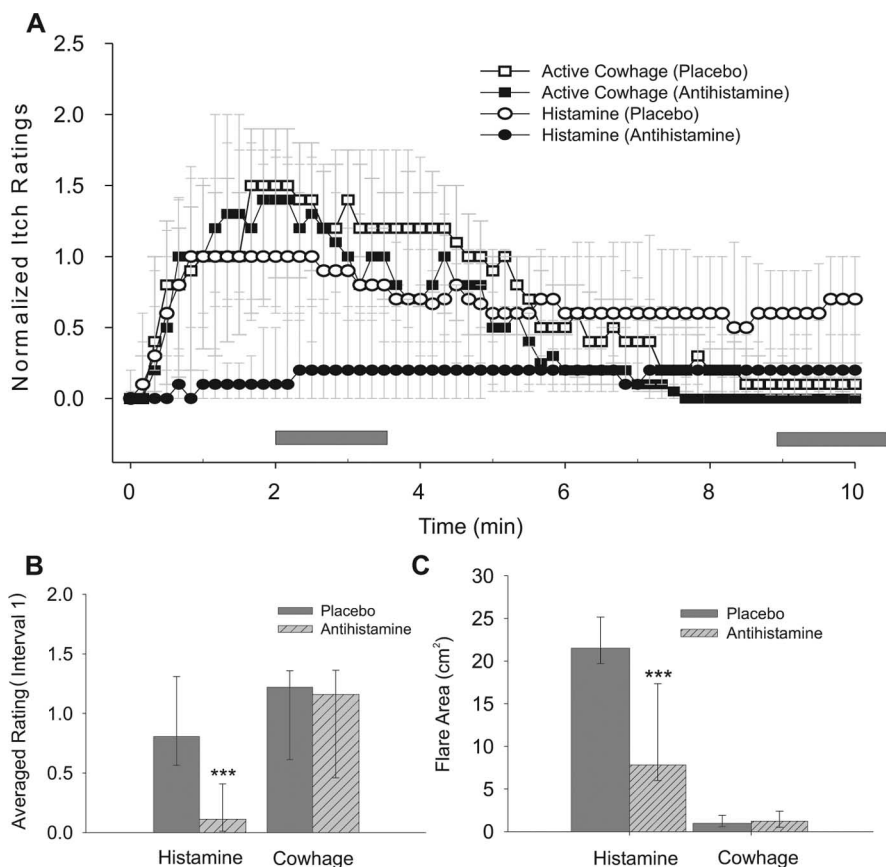 A
2.5
2.0
1.5
1.0
0.5
0.0
Normalized Itch Ratings
Active Cowhage (Placebo)
Active Cowhage (Antihistamine)
Histamine (Placebo)
Histamine (Antihistamine)
0 2 4 6 8 10
Time (min)
B
2.0
1.5
1.0
0.5
0.0
Averaged Rating( Interval 1)
Placebo
Antihistamine
***
Histamine Cowhage
C
30
25
20
15
10
5
0
Flare Area (cm²)
Placebo
Antihistamine
***
Histamine Cowhage